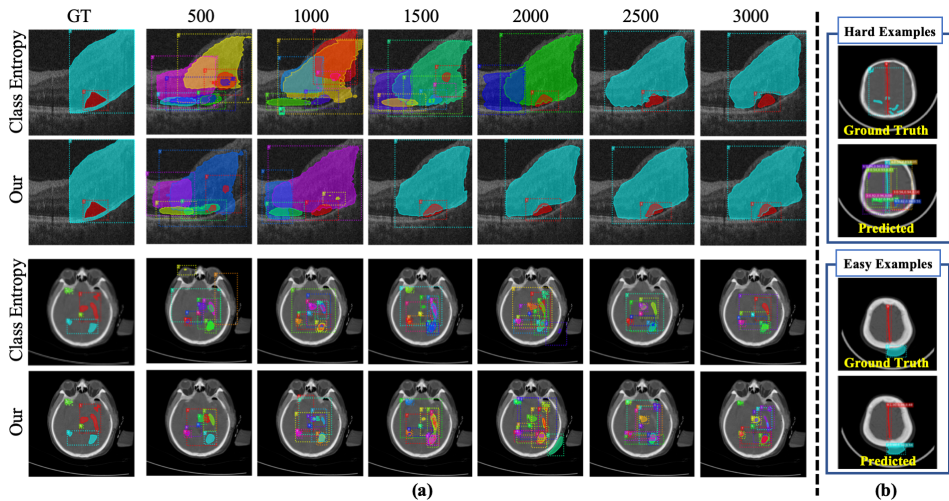 GT 500 1000 1500 2000 2500 3000
Class Entropy
Our
Class Entropy
Our
(a)
Hard Examples
Ground Truth
Predicted
Easy Examples
Ground Truth
Predicted
(b)